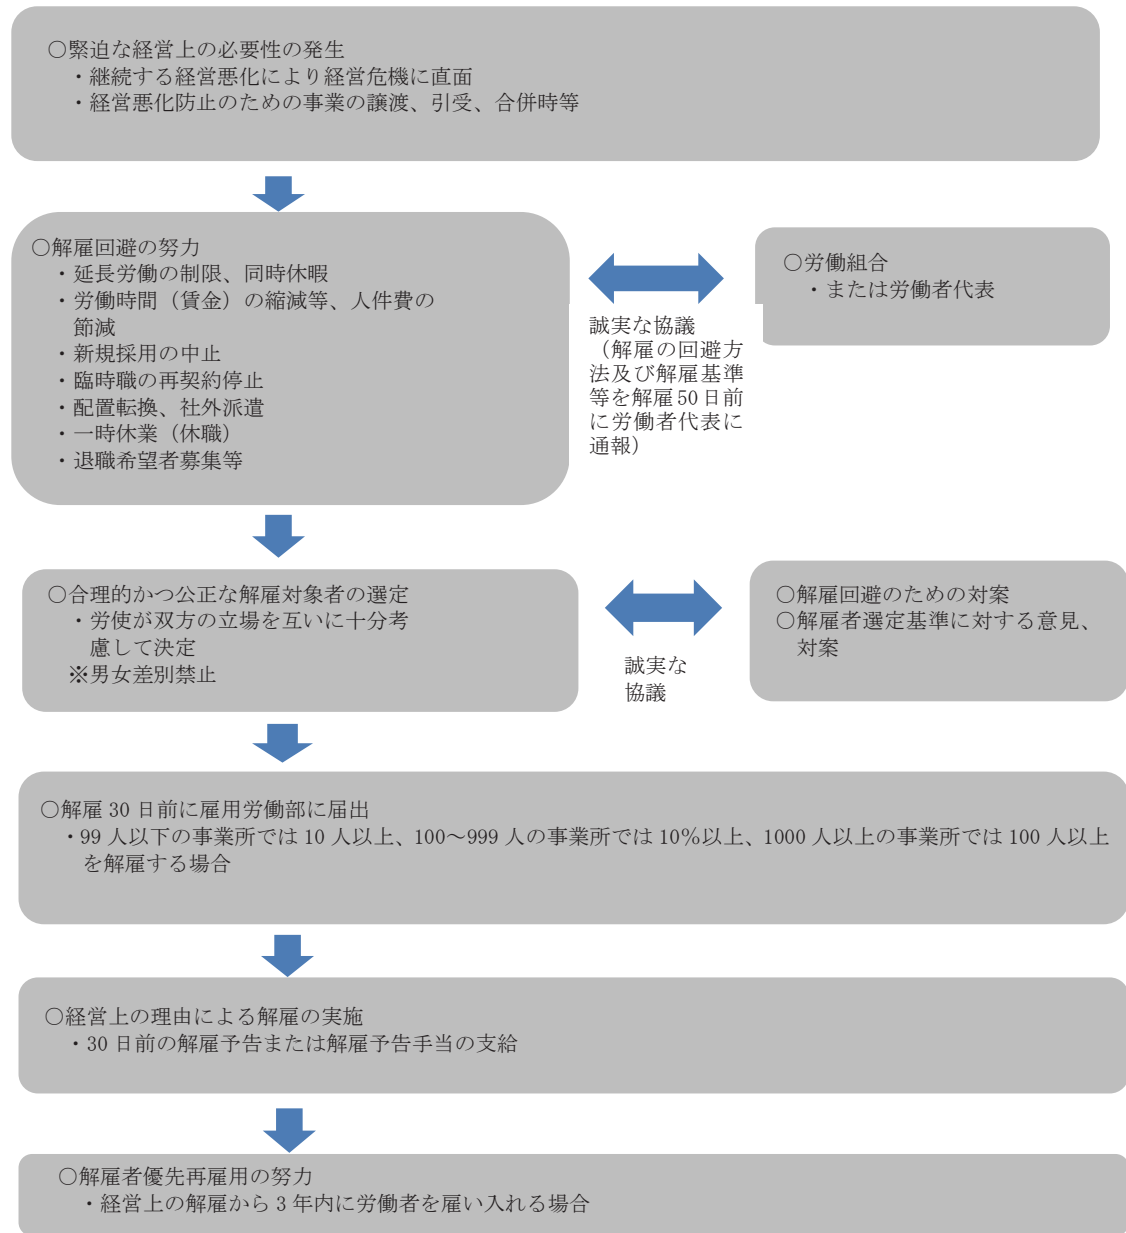 ○緊迫な経営上の必要性の発生
・継続する経営悪化により経営危機に直面
・経営悪化防止のための事業の譲渡、引受、合併時等
○解雇回避の努力
・延長労働の制限、同時休暇
・労働時間（賃金）の縮減等、人件費の
節減
・新規採用の中止
・臨時職の再契約停止
・配置転換、社外派遣
・一時休業（休職）
・退職希望者募集等
誠実な協議
（解雇の回避方
法及び解雇基準
等を解雇 50 日前
に労働者代表に
通報）
○労働組合
・または労働者代表
○合理的かつ公正な解雇対象者の選定
・労使が双方の立場を互いに十分考
慮して決定
※男女差別禁止
誠実な
協議
○解雇回避のための対案
○解雇者選定基準に対する意見、
対案
○解雇 30 日前に雇用労働部に届出
・99 人以下の事業所では 10 人以上、100～999 人の事業所では 10％以上、1000 人以上の事業所では 100 人以上
を解雇する場合
○経営上の理由による解雇の実施
・30 日前の解雇予告または解雇予告手当の支給
○解雇者優先再雇用の努力
・経営上の解雇から 3 年内に労働者を雇い入れる場合